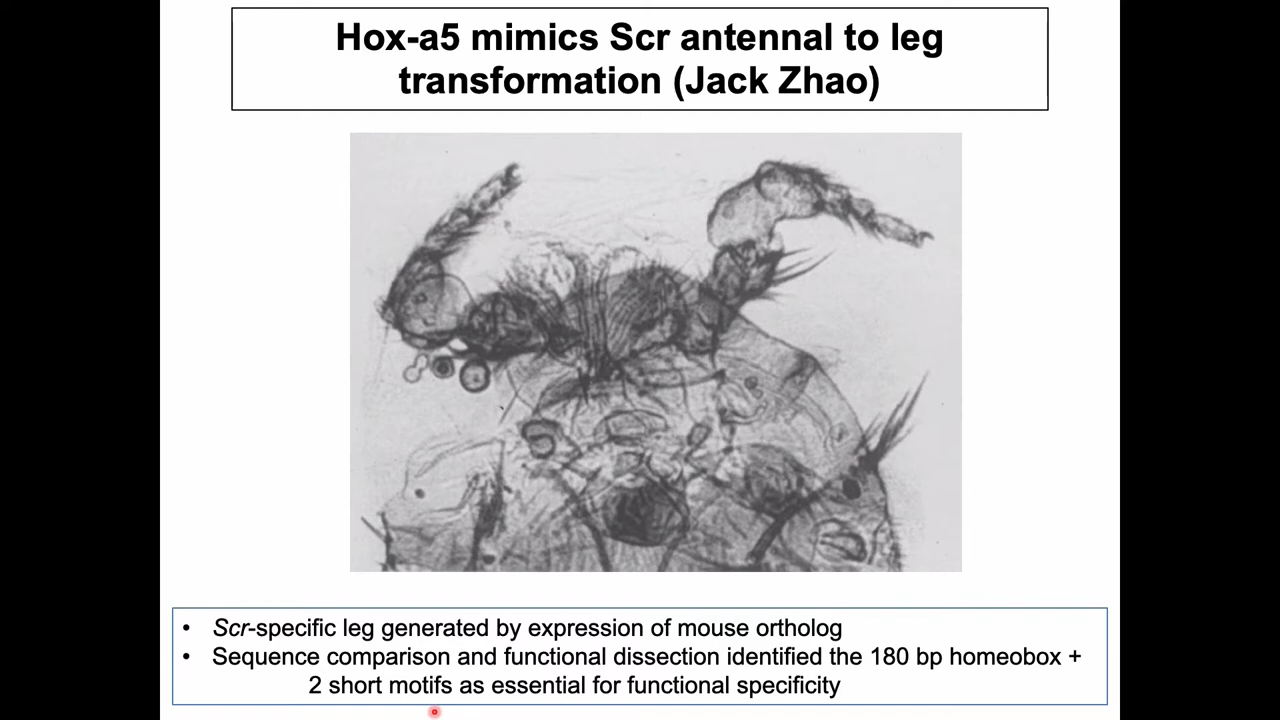 Hox-a5 mimics Scr antennal to leg
transformation (Jack Zhao)
• Scr-specific leg generated by expression of mouse ortholog
• Sequence comparison and functional dissection identified the 180 bp homeobox +
2 short motifs as essential for functional specificity